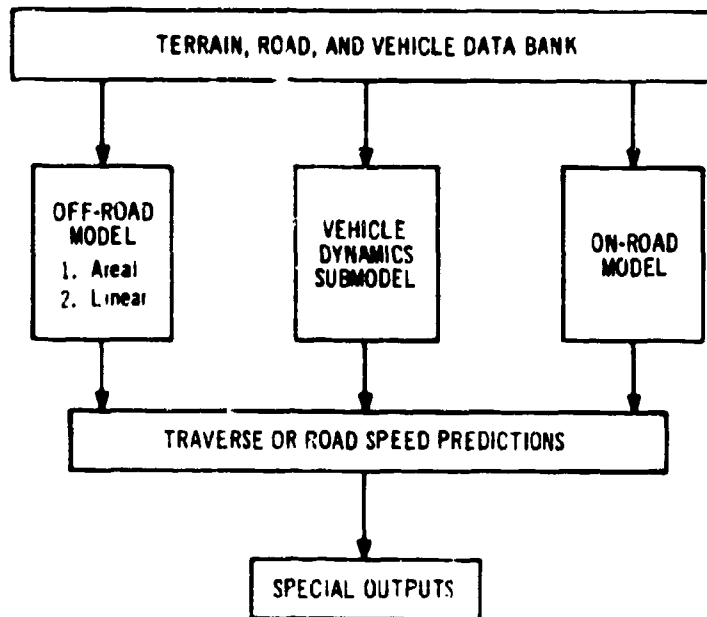 TERRAIN, ROAD, AND VEHICLE DATA BANK
OFF-ROAD
MODEL
1. Areal
2. Linear
VEHICLE
DYNAMICS
SUBMODEL
ON-ROAD
MODEL
TRAVERSE OR ROAD SPEED PREDICTIONS
SPECIAL OUTPUTS